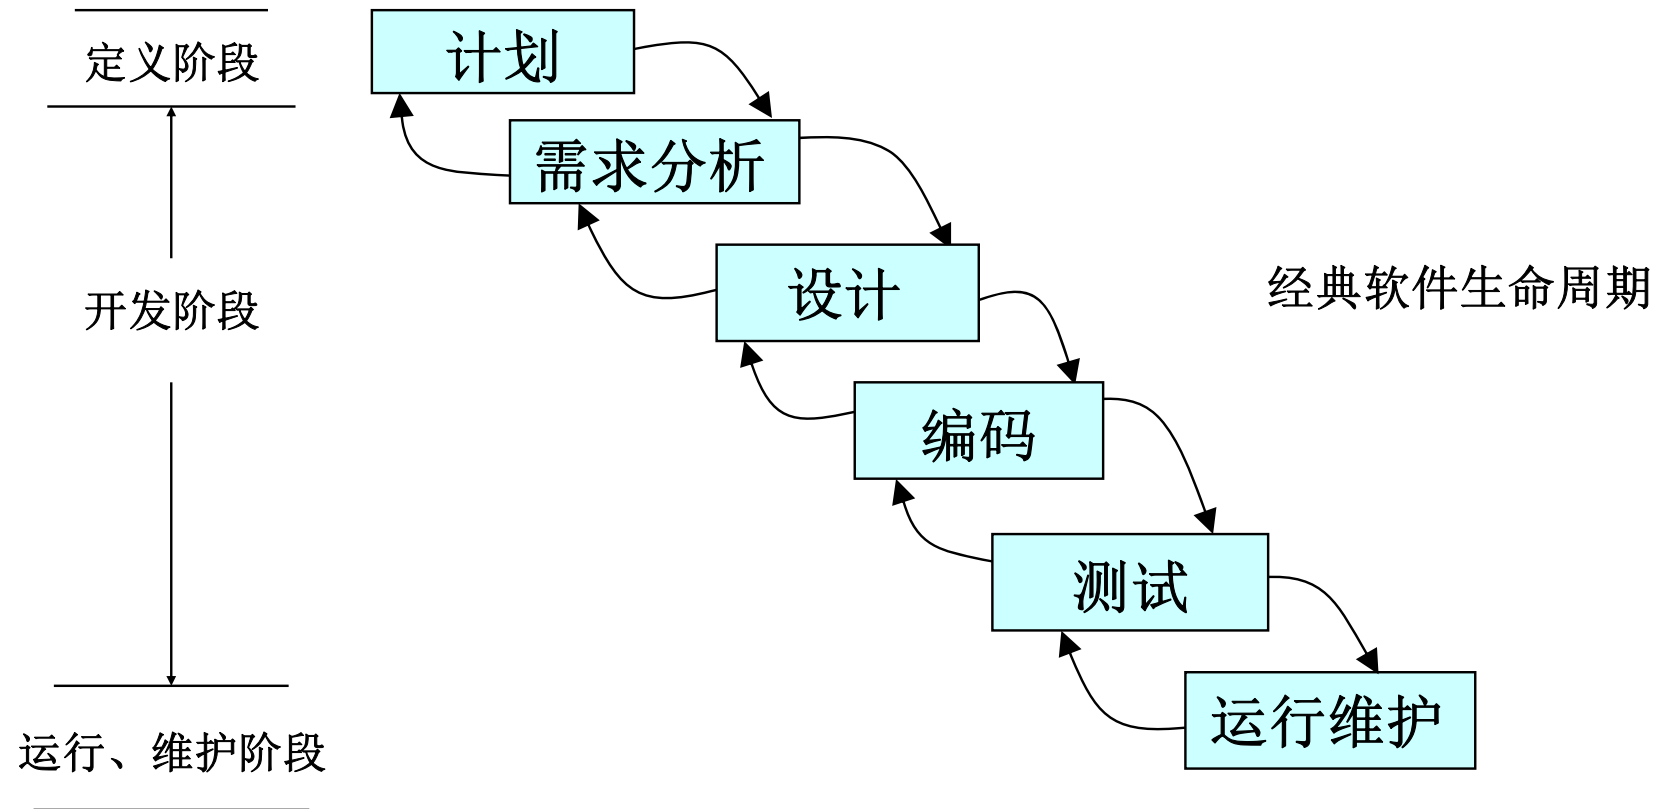 定义阶段
计划
需求分析
设计
经典软件生命周期
开发阶段
编码
测试
运行维护
运行、维护阶段